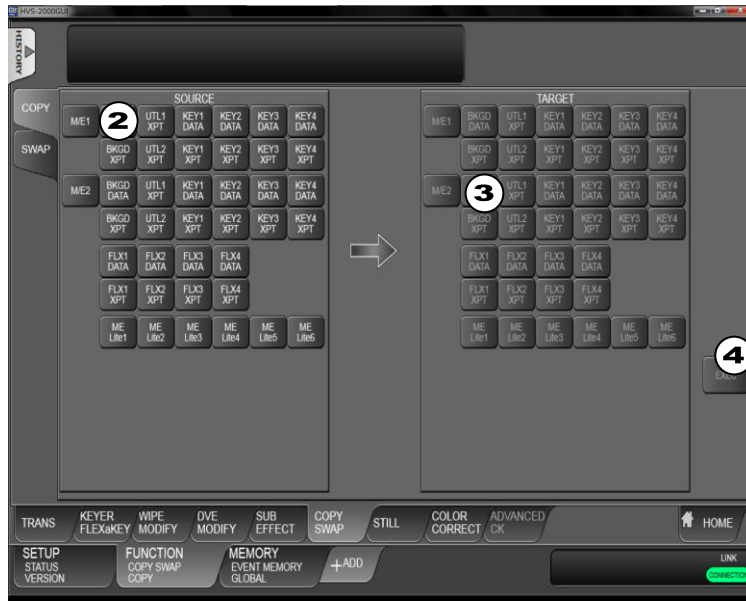 HVS-2000GUI
HISTORY
COPY
SWAP
SOURCE
M/E1 2 UTL1 XPT KEY1 DATA KEY2 DATA KEY3 DATA KEY4 DATA
BKGD XPT UTL2 XPT KEY1 XPT KEY2 XPT KEY3 XPT KEY4 XPT
M/E2 BKGD DATA UTL1 XPT KEY1 DATA KEY2 DATA KEY3 DATA KEY4 DATA
BKGD XPT UTL2 XPT KEY1 XPT KEY2 XPT KEY3 XPT KEY4 XPT
FLX1 DATA FLX2 DATA FLX3 DATA FLX4 DATA
FLX1 XPT FLX2 XPT FLX3 XPT FLX4 XPT
ME Lite1 ME Lite2 ME Lite3 ME Lite4 ME Lite5 ME Lite6
TARGET
M/E1 BKGD DATA UTL1 XPT KEY1 DATA KEY2 DATA KEY3 DATA KEY4 DATA
BKGD XPT UTL2 XPT KEY1 XPT KEY2 XPT KEY3 XPT KEY4 XPT
M/E2 3 UTL1 XPT KEY1 DATA KEY2 DATA KEY3 DATA KEY4 DATA
BKGD XPT UTL2 XPT KEY1 XPT KEY2 XPT KEY3 XPT KEY4 XPT
FLX1 DATA FLX2 DATA FLX3 DATA FLX4 DATA
FLX1 XPT FLX2 XPT FLX3 XPT FLX4 XPT
ME Lite1 ME Lite2 ME Lite3 ME Lite4 ME Lite5 ME Lite6
4
EXEC
TRANS KEYER FLEXaKEY WIPE MODIFY DVE MODIFY SUB EFFECT COPY SWAP STILL COLOR CORRECT ADVANCED CK HOME
SETUP STATUS VERSION
FUNCTION COPY SWAP COPY
MEMORY EVENT MEMORY GLOBAL
+ADD
LINK
CONNECTION